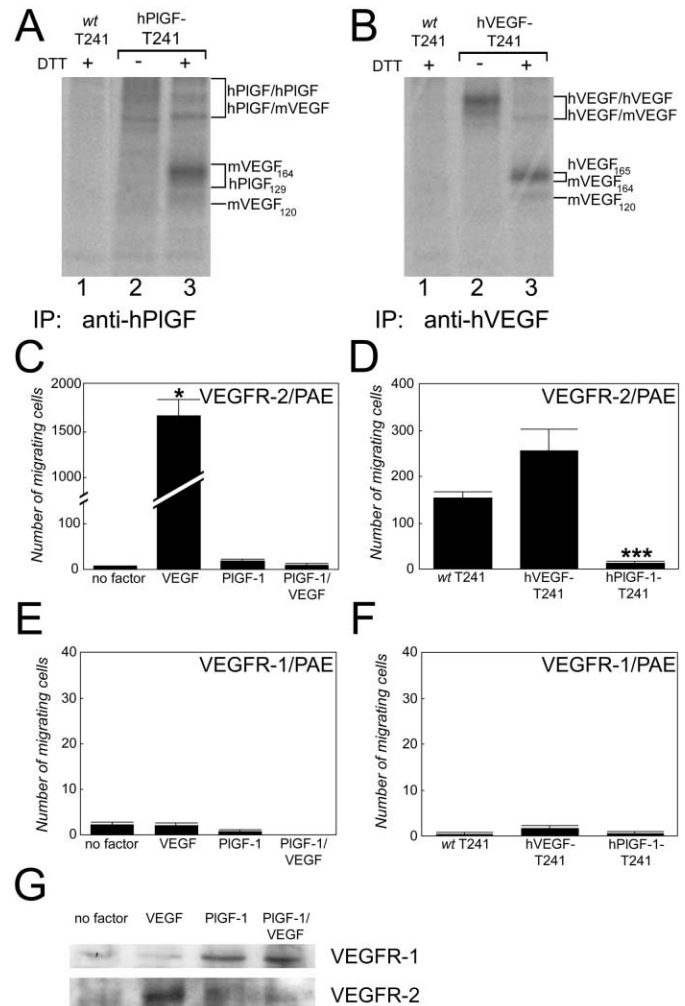 A
wt T241
hPlGF-T241
DTT + - +
hPlGF/hPlGF
hPlGF/mVEGF
mVEGF164
hPlGF129
mVEGF120
1 2 3
IP: anti-hPlGF
B
wt T241
hVEGF-T241
DTT + - +
hVEGF/hVEGF
hVEGF/mVEGF
hVEGF165
mVEGF164
mVEGF120
1 2 3
IP: anti-hVEGF
C
VEGFR-2/PAE
Number of migrating cells
2000
1500
1000
100
0
*
no factor VEGF PlGF-1 PlGF-1/VEGF
D
VEGFR-2/PAE
Number of migrating cells
400
300
200
100
0
***
wt T241 hVEGF-T241 hPlGF-1-T241
E
VEGFR-1/PAE
Number of migrating cells
40
30
20
10
0
no factor VEGF PlGF-1 PlGF-1/VEGF
F
VEGFR-1/PAE
Number of migrating cells
40
30
20
10
0
wt T241 hVEGF-T241 hPlGF-1-T241
G
no factor VEGF PlGF-1 PlGF-1/VEGF
VEGFR-1
VEGFR-2